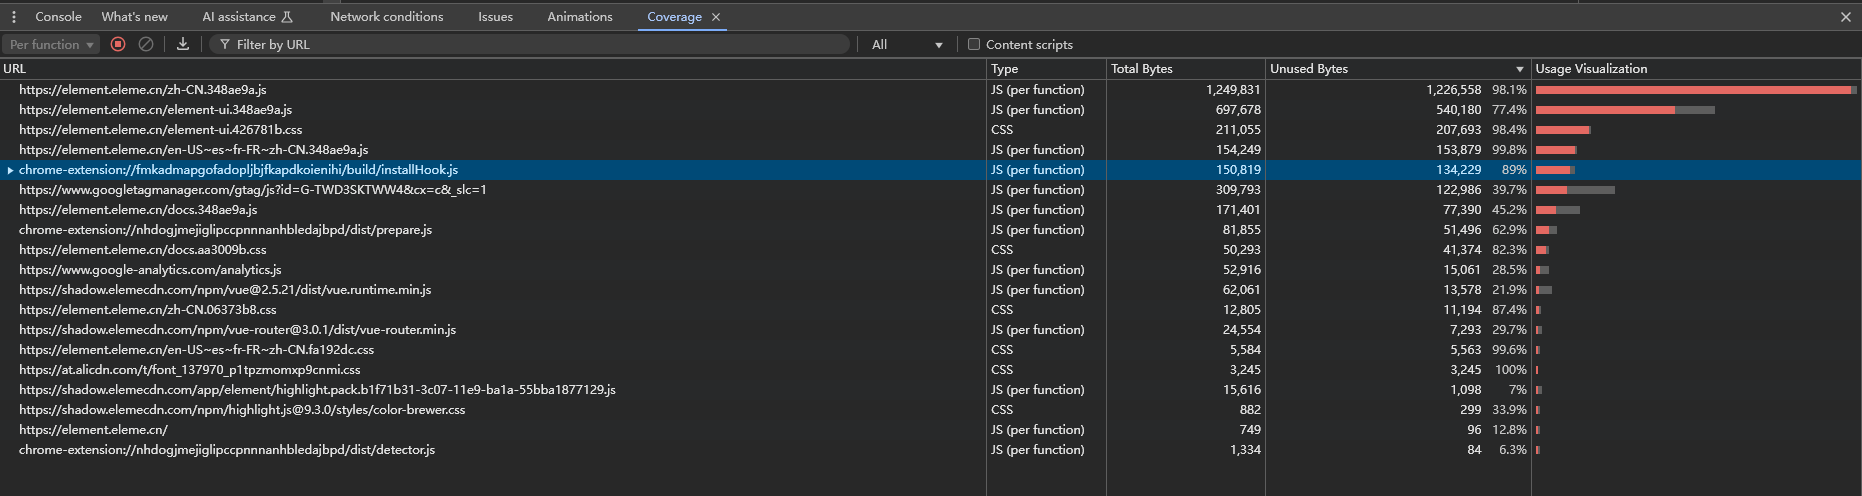 Console What's new AI assistance Network conditions Issues Animations Coverage
Per function Filter by URL All Content scripts
URL Type Total Bytes Unused Bytes Usage Visualization
https://element.eleme.cn/zh-CN.348ae9a.js JS (per function) 1,249,831 1,226,558 98.1%
https://element.eleme.cn/element-ui.348ae9a.js JS (per function) 697,678 540,180 77.4%
https://element.eleme.cn/element-ui.426781b.css CSS 211,055 207,693 98.4%
https://element.eleme.cn/en-US~es~fr-FR~zh-CN.348ae9a.js JS (per function) 154,249 153,879 99.8%
chrome-extension://fmkadmapgofadopljbjfkapdkoienihi/build/installHook.js JS (per function) 150,819 134,229 89%
https://www.googletagmanager.com/gtag/js?id=G-TWD3SKTWW4&cx=c&_slc=1 JS (per function) 309,793 122,986 39.7%
https://element.eleme.cn/docs.348ae9a.js JS (per function) 171,401 77,390 45.2%
chrome-extension://nhdogjmejiglipccpnnnanhbledajbpd/dist/prepare.js JS (per function) 81,855 51,496 62.9%
https://element.eleme.cn/docs.aa3009b.css CSS 50,293 41,374 82.3%
https://www.google-analytics.com/analytics.js JS (per function) 52,916 15,061 28.5%
https://shadow.elemecdn.com/npm/vue@2.5.21/dist/vue.runtime.min.js JS (per function) 62,061 13,578 21.9%
https://element.eleme.cn/zh-CN.06373b8.css CSS 12,805 11,194 87.4%
https://shadow.elemecdn.com/npm/vue-router@3.0.1/dist/vue-router.min.js JS (per function) 24,554 7,293 29.7%
https://element.eleme.cn/en-US~es~fr-FR~zh-CN.fa192dc.css CSS 5,584 5,563 99.6%
https://at.alicdn.com/t/font_137970_p1tpzmomxp9cnmi.css CSS 3,245 3,245 100%
https://shadow.elemecdn.com/app/element/highlight.pack.b1f71b31-3c07-11e9-ba1a-55bba1877129.js JS (per function) 15,616 1,098 7%
https://shadow.elemecdn.com/npm/highlight.js@9.3.0/styles/color-brewer.css CSS 882 299 33.9%
https://element.eleme.cn/ JS (per function) 749 96 12.8%
chrome-extension://nhdogjmejiglipccpnnnanhbledajbpd/dist/detector.js JS (per function) 1,334 84 6.3%